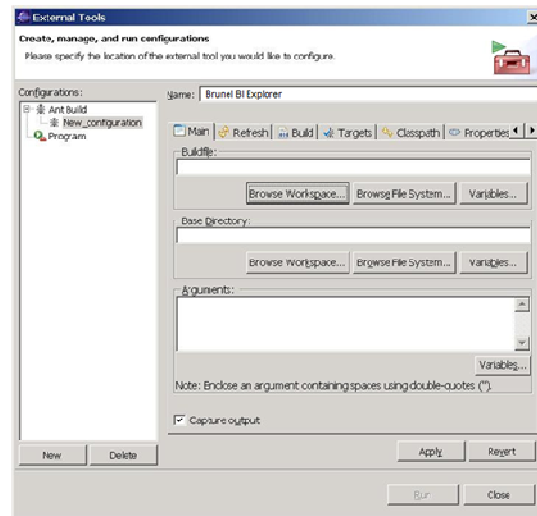 External Tools
Create, manage, and run configurations
Please specify the location of the external tool you would like to configure.
Configurations:
Ant Build
New_configuration
Program
New
Delete
Name:
Brunel BI Explorer
Main
Refresh
Build
Targets
Classpath
Properties
Buildfile:
Browse Workspace...
Browse File System...
Variables...
Base Directory:
Browse Workspace...
Browse File System...
Variables...
Arguments:
Variables...
Note: Enclose an argument containing spaces using double-quotes (").
Capture output
Apply
Revert
Run
Close